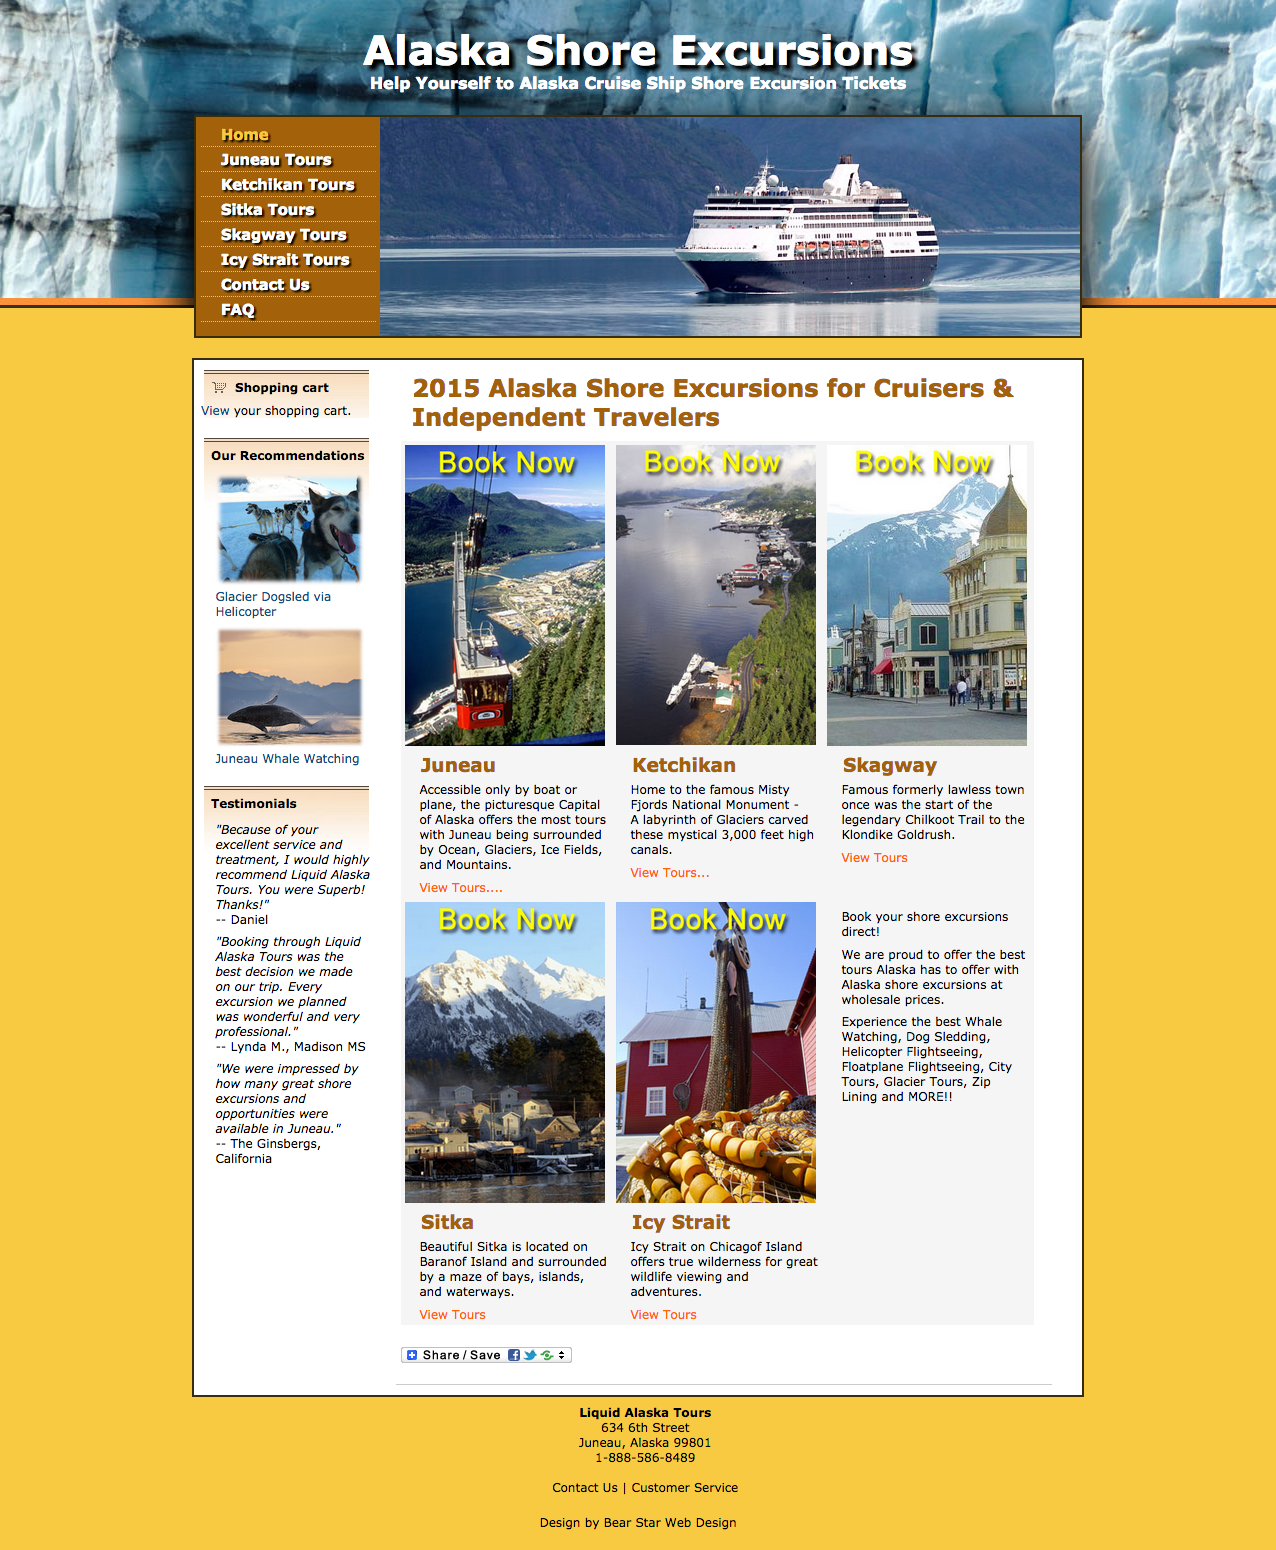 Alaska Shore Excursions
Help Yourself to Alaska Cruise Ship Shore Excursion Tickets
Home
Juneau Tours
Ketchikan Tours
Sitka Tours
Skagway Tours
Icy Strait Tours
Contact Us
FAQ
Shopping cart
View your shopping cart.
Our Recommendations
Glacier Dogsled via
Helicopter
Juneau Whale Watching
Testimonials
"Because of your
excellent service and
treatment, I would highly
recommend Liquid Alaska
Tours. You were Superb!
Thanks!"
-- Daniel
"Booking through Liquid
Alaska Tours was the
best decision we made
on our trip. Every
excursion we planned
was wonderful and very
professional."
-- Lynda M., Madison MS
"We were impressed by
how many great shore
excursions and
opportunities were
available in Juneau."
-- The Ginsbergs,
California
2015 Alaska Shore Excursions for Cruisers &
Independent Travelers
Book Now
Juneau
Accessible only by boat or
plane, the picturesque Capital
of Alaska offers the most tours
with Juneau being surrounded
by Ocean, Glaciers, Ice Fields,
and Mountains.
View Tours....
Book Now
Ketchikan
Home to the famous Misty
Fjords National Monument -
A labyrinth of Glaciers carved
these mystical 3,000 feet high
canals.
View Tours...
Book Now
Skagway
Famous formerly lawless town
once was the start of the
legendary Chilkoot Trail to the
Klondike Goldrush.
View Tours
Book Now
Sitka
Beautiful Sitka is located on
Baranof Island and surrounded
by a maze of bays, islands,
and waterways.
View Tours
Book Now
Icy Strait
Icy Strait on Chicagof Island
offers true wilderness for great
wildlife viewing and
adventures.
View Tours
Book your shore excursions
direct!
We are proud to offer the best
tours Alaska has to offer with
Alaska shore excursions at
wholesale prices.
Experience the best Whale
Watching, Dog Sledding,
Helicopter Flightseeing,
Floatplane Flightseeing, City
Tours, Glacier Tours, Zip
Lining and MORE!!
Share / Save
Liquid Alaska Tours
634 6th Street
Juneau, Alaska 99801
1-888-586-8489
Contact Us | Customer Service
Design by Bear Star Web Design